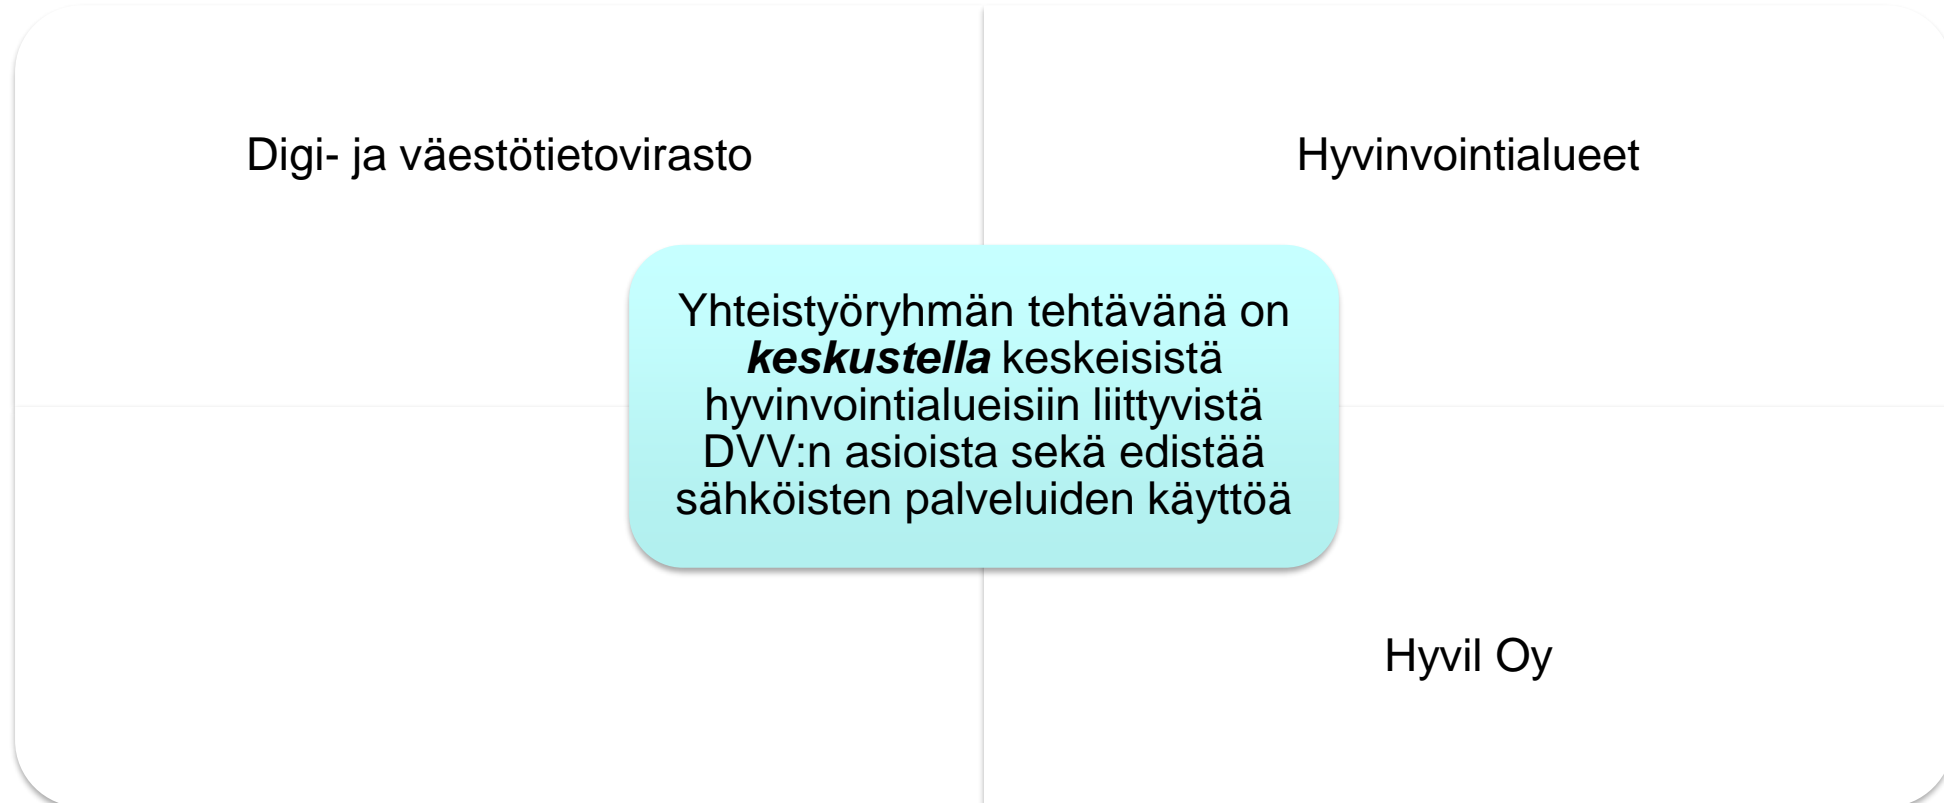 Digi- ja väestötietovirasto
Hyvinvointialueet
Yhteistyöryhmän tehtävänä on
keskustella keskeisistä
hyvinvointialueisiin liittyvistä
DVV:n asioista sekä edistää
sähköisten palveluiden käyttöä
Hyvil Oy